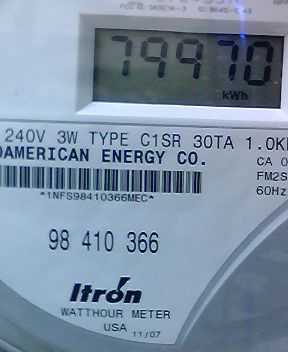 79970
kWh
240V 3W TYPE C1SR 30TA 1.0K
AMERICAN ENERGY CO.
CA 0
FM2S
*1NFS98410366MEC*
60Hz
98 410 366
Itron
WATTHOUR METER
USA 11/07